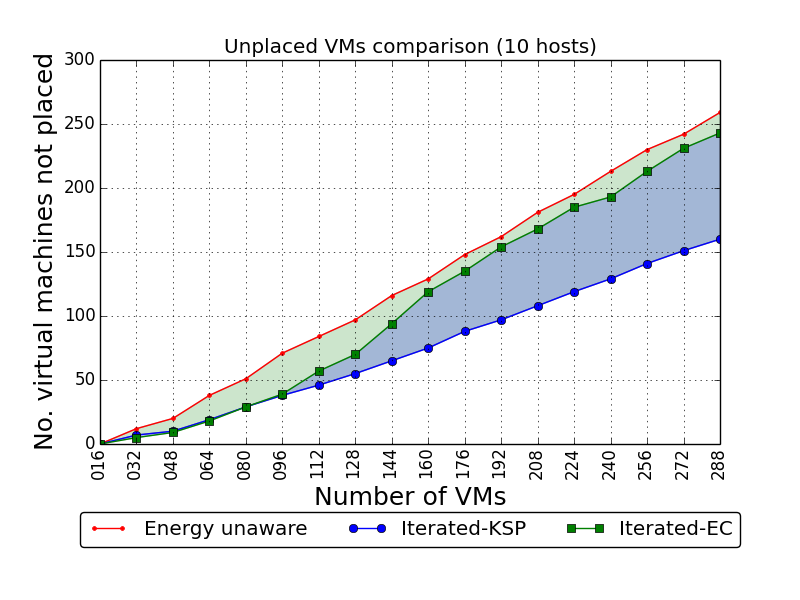 Unplaced VMs comparison (10 hosts)
No. virtual machines not placed
300
250
200
150
100
50
0
016 032 048 064 080 096 112 128 144 160 176 192 208 224 240 256 272 288
Number of VMs
Energy unaware Iterated-KSP Iterated-EC